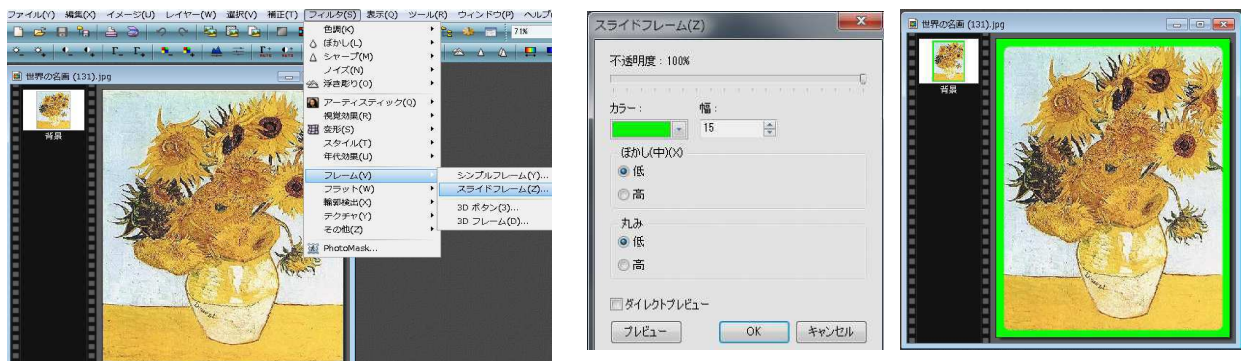 ファイル(Y) 編集(X) イメージ(U) レイヤー(W) 選択(V) 補正(T) フィルタ(S) 表示(O) ツール(R) ウィンドウ(P) ヘルプ(
71%
世界の名画 (131).jpg
背景
色調(K)
ぼかし(L)
シャープ(M)
ノイズ(N)
浮き彫り(O)
アーティスティック(Q)
視覚効果(R)
変形(S)
スタイル(T)
年代効果(U)
フレーム(V)
フラット(W)
輪郭検出(X)
テクチャ(Y)
その他(Z)
PhotoMask...
シンプルフレーム(Y)...
スライドフレーム(Z)...
3D ボタン(3)...
3D フレーム(D)...
Vincent
スライドフレーム(Z)
不透明度 : 100%
カラー : 幅 :
15
ぼかし(中)(X)
低
高
丸み
低
高
ダイレクトプレビュー
プレビュー OK キャンセル
世界の名画 (131).jpg
背景
Vincent